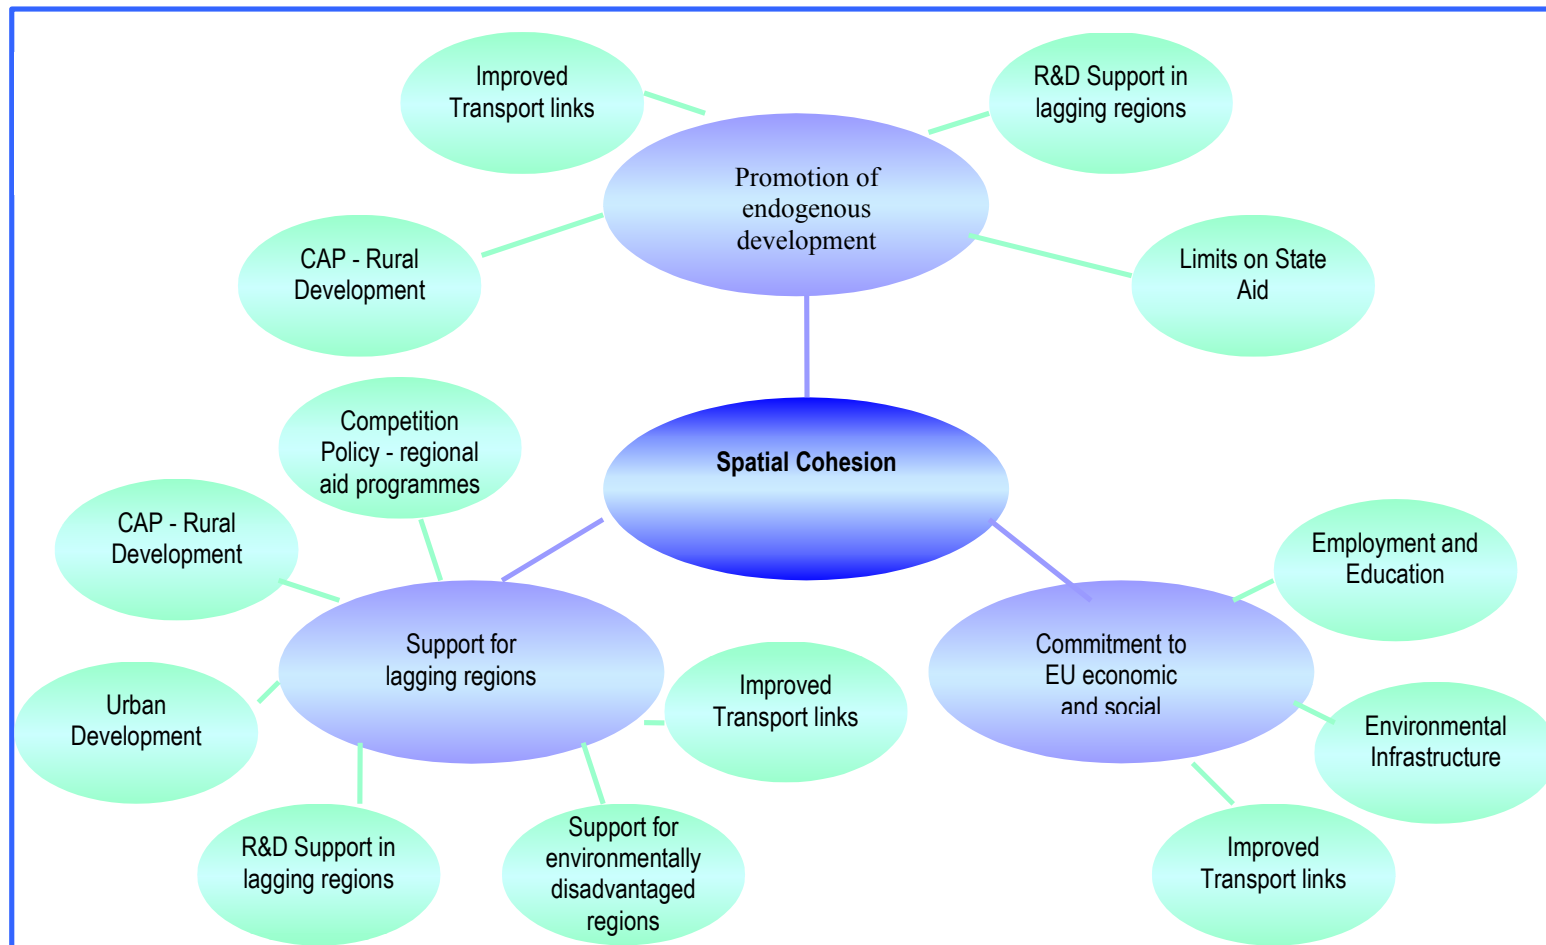 Improved
Transport links
R&D Support in
lagging regions
Promotion of
endogenous
development
CAP - Rural
Development
Limits on State
Aid
Competition
Policy - regional
aid programmes
Spatial Cohesion
CAP - Rural
Development
Employment and
Education
Support for
lagging regions
Commitment to
EU economic
and social
Improved
Transport links
Urban
Development
Environmental
Infrastructure
R&D Support in
lagging regions
Support for
environmentally
disadvantaged
regions
Improved
Transport links